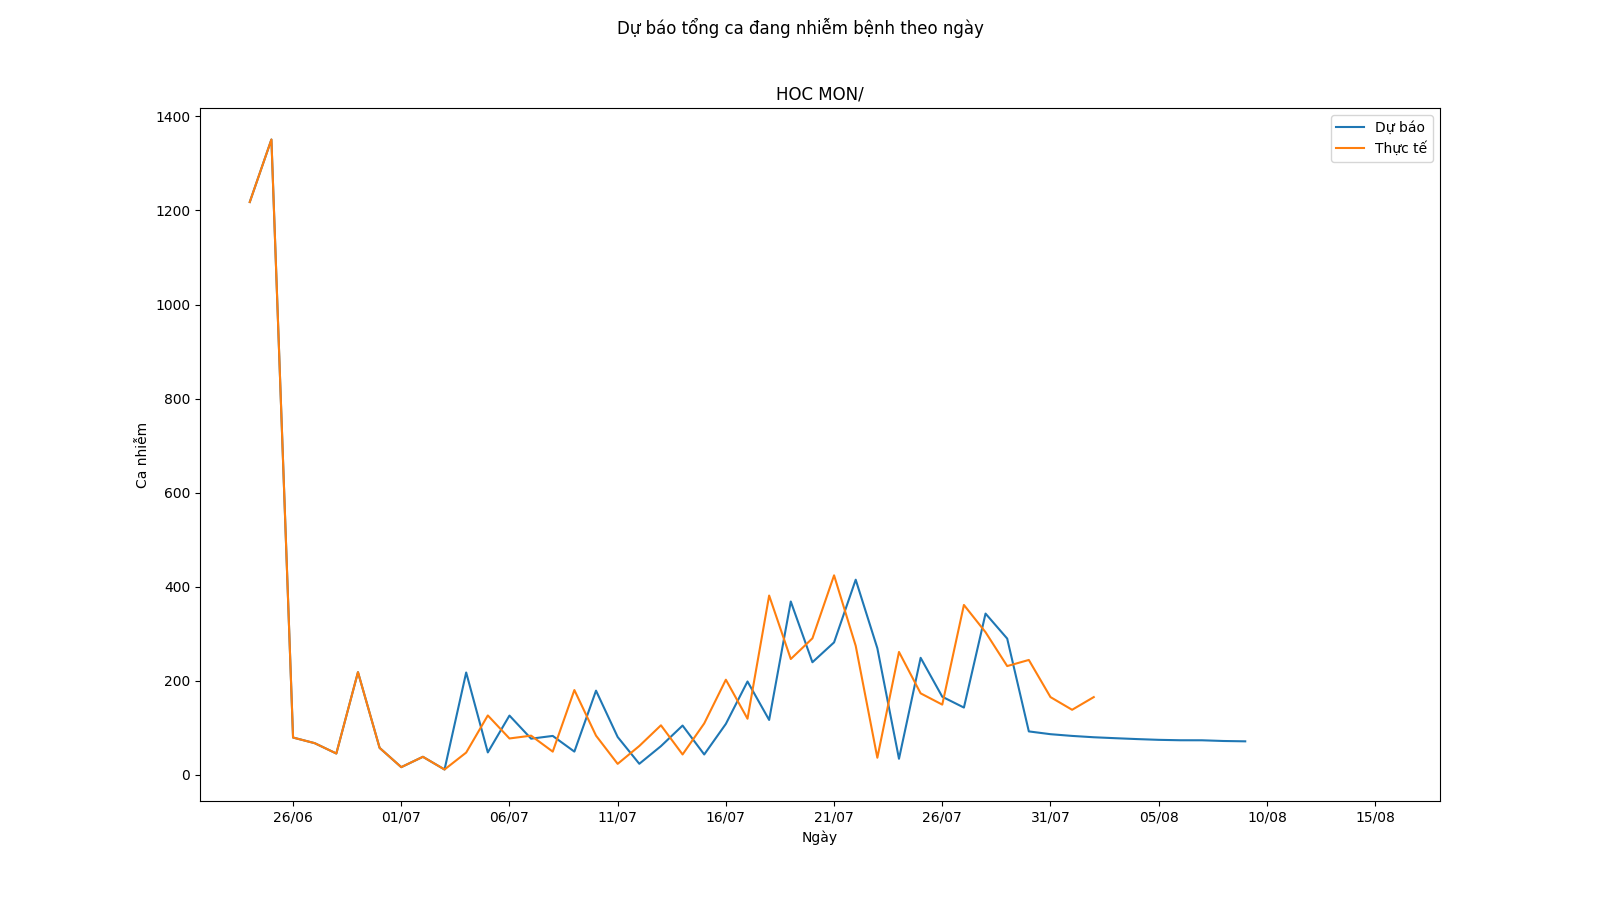 Dự báo tổng ca đang nhiễm bệnh theo ngày
HOC MON/
Dự báo
Thực tế
1400
1200
1000
800
600
400
200
0
Ca nhiễm
26/06 01/07 06/07 11/07 16/07 21/07 26/07 31/07 05/08 10/08 15/08
Ngày